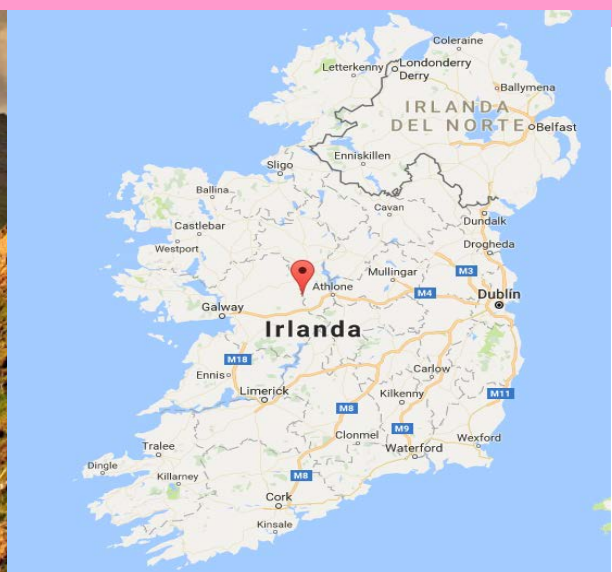 Coleraine
Letterkenny
Londonderry
Derry
Ballymena
IRLANDA
DEL NORTE
Belfast
Enniskillen
Sligo
Ballina
Cavan
Castlebar
Dundalk
Westport
Drogheda
M3
Mullingar
Athlone
M4
Dublín
Galway
Irlanda
M18
Ennis
Carlow
Limerick
Kilkenny
M11
M8
Clonmel
M9
Wexford
Tralee
Waterford
Dingle
Killarney
M8
Cork
Kinsale